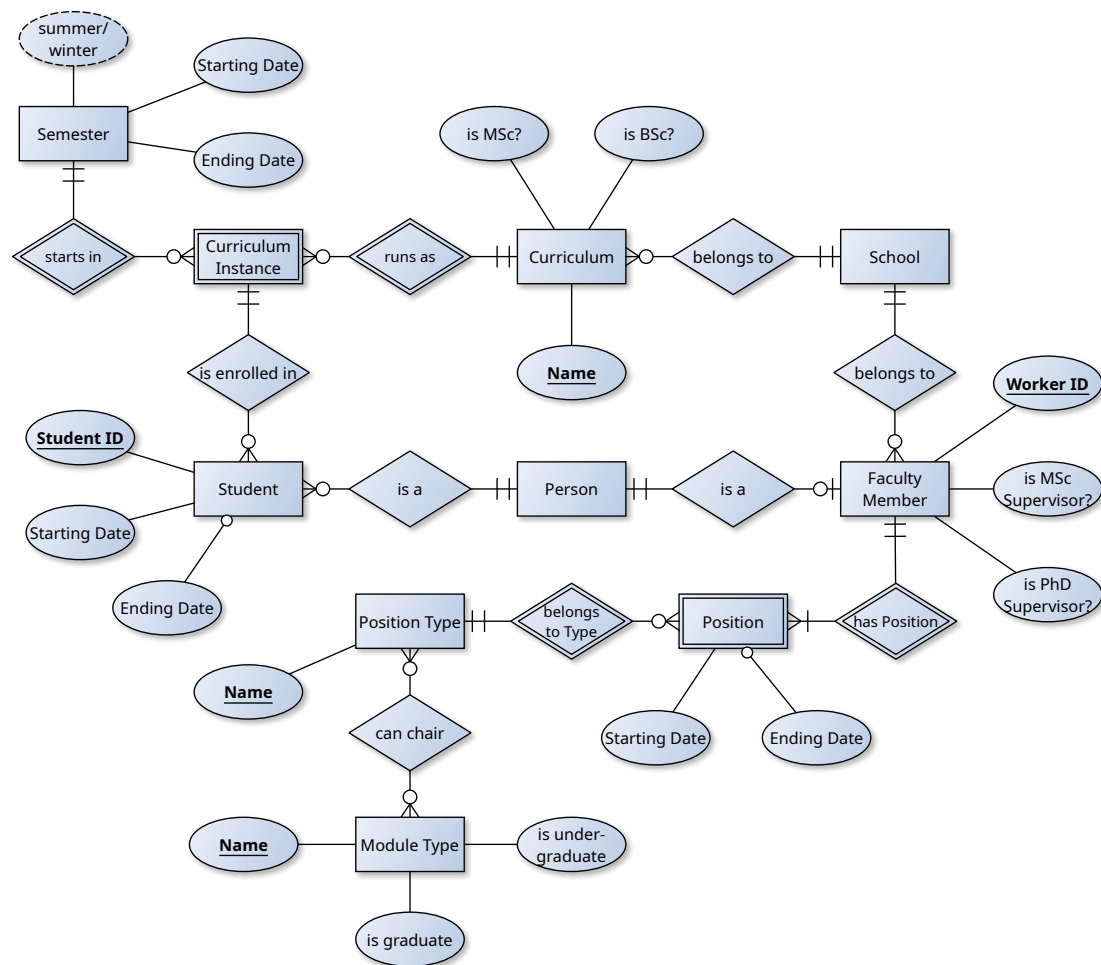 summer/
winter
Starting Date
Semester
Ending Date
is MSc?
is BSc?
starts in
Curriculum
Instance
runs as
Curriculum
belongs to
School
is enrolled in
Name
belongs to
Worker ID
Student ID
Student
is a
Person
is a
Faculty
Member
is MSc
Supervisor?
Starting Date
Ending Date
is PhD
Supervisor?
Position Type
belongs
to Type
Position
has Position
Name
can chair
Starting Date
Ending Date
Name
Module Type
is under-
graduate
is graduate